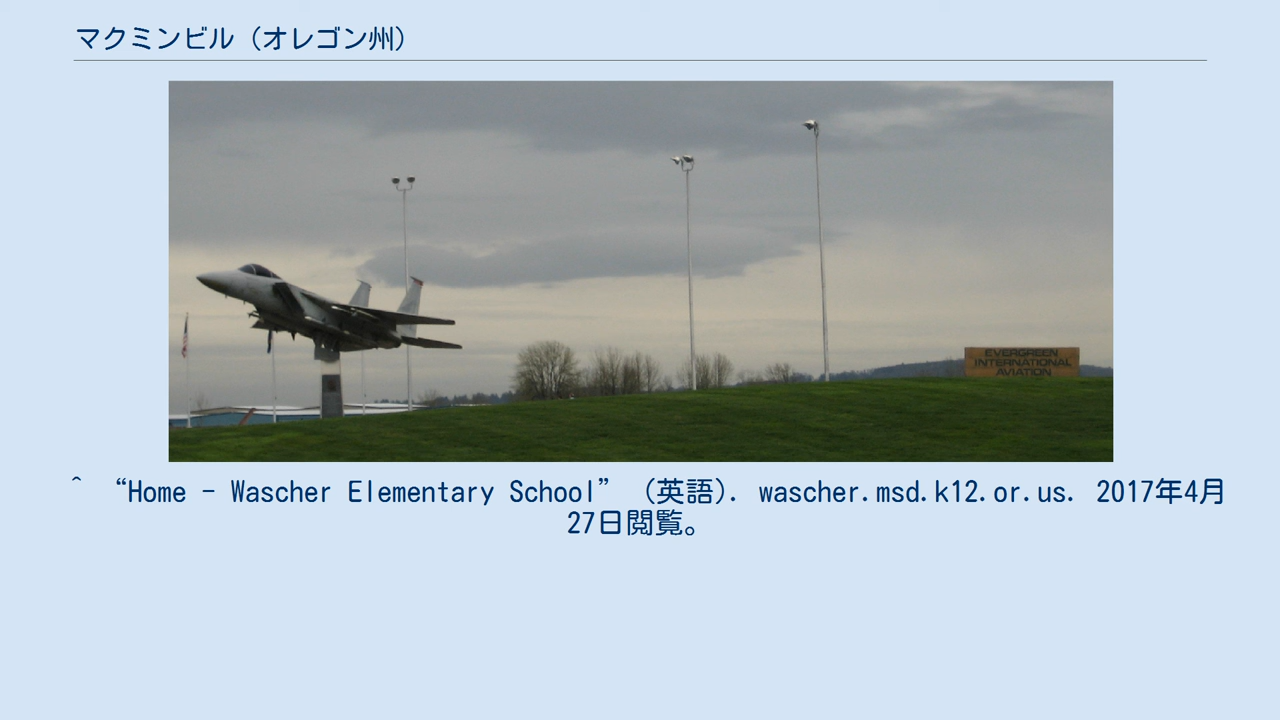 マクミンビル（オレゴン州）
EVERGREEN
INTERNATIONAL
AVIATION
^ “Home - Wascher Elementary School” (英語). wascher.msd.k12.or.us. 2017年4月
27日閲覧。